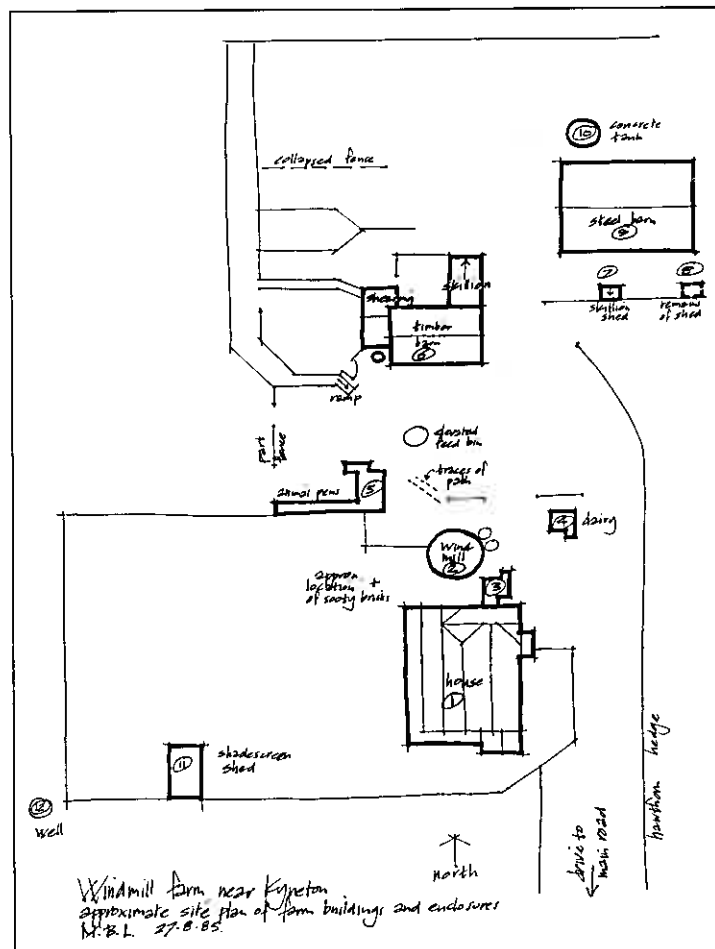 10
concrete
tank
collapsed fence
steel barn
9
7
8
skillion
shed
remains
of shed
skillion
shearing
timber
barn
6
ramp
elevated
feed bin
part
fence
traces of
path
animal pens
5
4
dairy
wind
mill
2
3
approx
location
of sooty bricks
house
1
11
shadescreen
shed
12
well
hawthorn hedge
drive to
main road
north
Windmill farm near Kyneton
approximate site plan of farm buildings and enclosures
M.B.L. 27.8.85.